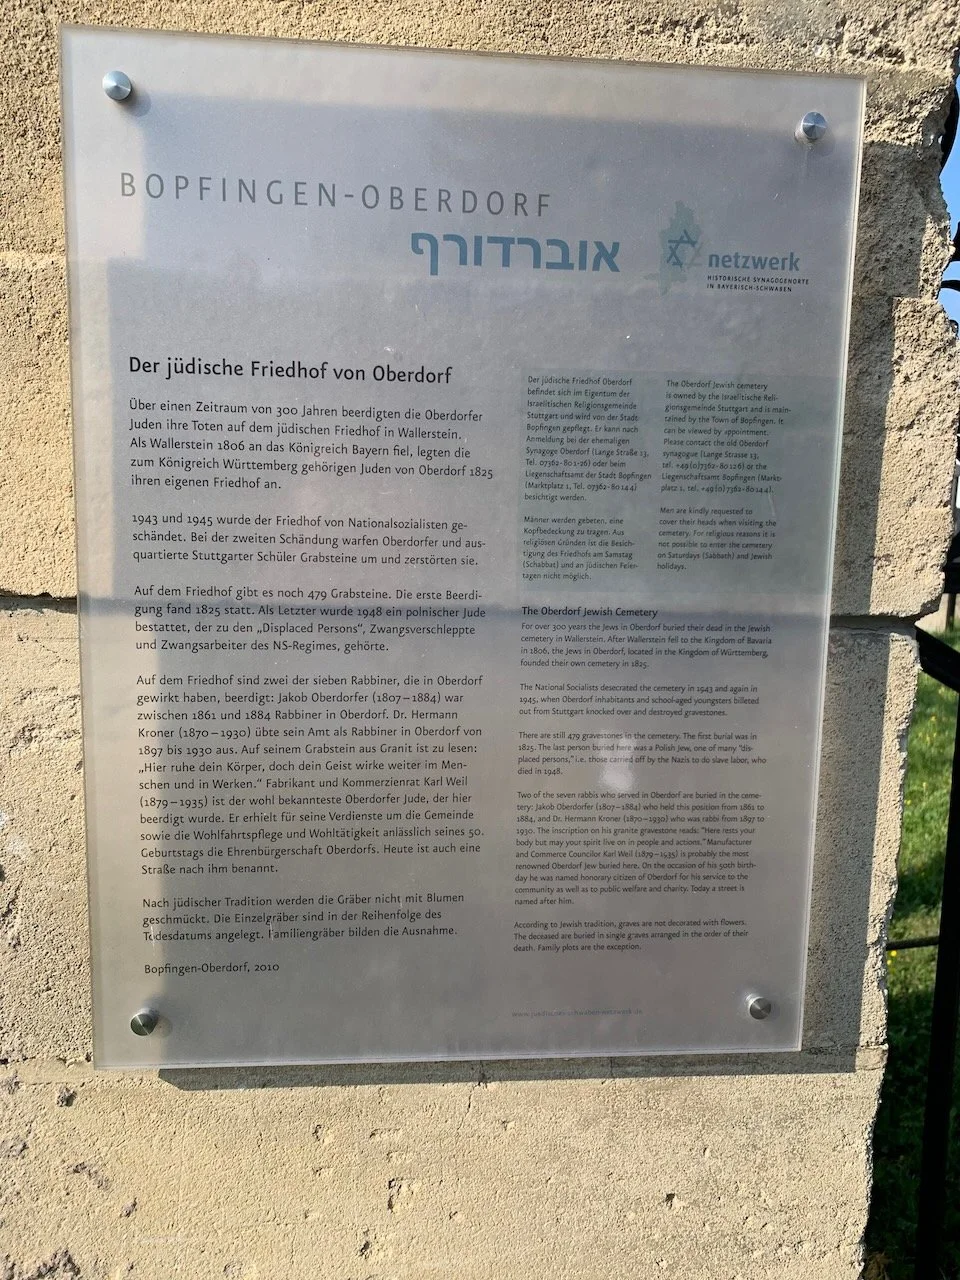 BOPFINGEN-OBERDORF
אוברדורף
netzwerk
HISTORISCHE SYNAGOGENORTE
IN BAYERISCH-SCHWABEN
Der jüdische Friedhof von Oberdorf
Über einen Zeitraum von 300 Jahren beerdigten die Oberdorfer
Juden ihre Toten auf dem jüdischen Friedhof in Wallerstein.
Als Wallerstein 1806 an das Königreich Bayern fiel, legten die
zum Königreich Württemberg gehörigen Juden von Oberdorf 1825
ihren eigenen Friedhof an.
1943 und 1945 wurde der Friedhof von Nationalsozialisten ge-
schändet. Bei der zweiten Schändung warfen Oberdorfer und aus-
quartierte Stuttgarter Schüler Grabsteine um und zerstörten sie.
Auf dem Friedhof gibt es noch 479 Grabsteine. Die erste Beerdi-
gung fand 1825 statt. Als Letzter wurde 1948 ein polnischer Jude
bestattet, der zu den „Displaced Persons“, Zwangsverschleppte
und Zwangsarbeiter des NS-Regimes, gehörte.
Auf dem Friedhof sind zwei der sieben Rabbiner, die in Oberdorf
gewirkt haben, beerdigt: Jakob Oberdorfer (1807–1884) war
zwischen 1861 und 1884 Rabbiner in Oberdorf. Dr. Hermann
Kroner (1870–1930) übte sein Amt als Rabbiner in Oberdorf von
1897 bis 1930 aus. Auf seinem Grabstein aus Granit ist zu lesen:
„Hier ruhe dein Körper, doch dein Geist wirke weiter im Men-
schen und in Werken.“ Fabrikant und Kommerzienrat Karl Weil
(1879–1935) ist der wohl bekannteste Oberdorfer Jude, der hier
beerdigt wurde. Er erhielt für seine Verdienste um die Gemeinde
sowie die Wohlfahrtspflege und Wohltätigkeit anlässlich seines 50.
Geburtstags die Ehrenbürgerschaft Oberdorfs. Heute ist auch eine
Straße nach ihm benannt.
Nach jüdischer Tradition werden die Gräber nicht mit Blumen
geschmückt. Die Einzelgräber sind in der Reihenfolge des
Todesdatums angelegt. Familiengräber bilden die Ausnahme.
Bopfingen-Oberdorf, 2010
Der jüdische Friedhof Oberdorf
befindet sich im Eigentum der
Israelitischen Religionsgemeinde
Stuttgart und wird von der Stadt
Bopfingen gepflegt. Er kann nach
Anmeldung bei der ehemaligen
Synagoge Oberdorf (Lange Straße 13,
Tel. 07362-801-26) oder beim
Liegenschaftsamt der Stadt Bopfingen
(Marktplatz 1, Tel. 07362-80144)
besichtigt werden.
Männer werden gebeten, eine
Kopfbedeckung zu tragen. Aus
religiösen Gründen ist die Besich-
tigung des Friedhofs am Samstag
(Schabbat) und an jüdischen Feier-
tagen nicht möglich.
The Oberdorf Jewish cemetery
is owned by the Israelitische Reli-
gionsgemeinde Stuttgart and is main-
tained by the Town of Bopfingen. It
can be viewed by appointment.
Please contact the old Oberdorf
synagogue (Lange Strasse 13,
tel. +49(0)7362-80126) or the
Liegenschaftsamt Bopfingen (Markt-
platz 1, tel. +49(0)7362-80144).
Men are kindly requested to
cover their heads when visiting the
cemetery. For religious reasons it is
not possible to enter the cemetery
on Saturdays (Sabbath) and Jewish
holidays.
The Oberdorf Jewish Cemetery
For over 300 years the Jews in Oberdorf buried their dead in the Jewish
cemetery in Wallerstein. After Wallerstein fell to the Kingdom of Bavaria
in 1806, the Jews in Oberdorf, located in the Kingdom of Württemberg,
founded their own cemetery in 1825.
The National Socialists desecrated the cemetery in 1943 and again in
1945, when Oberdorf inhabitants and school-aged youngsters billeted
out from Stuttgart knocked over and destroyed gravestones.
There are still 479 gravestones in the cemetery. The first burial was in
1825. The last person buried here was a Polish Jew, one of many “dis-
placed persons,” i.e. those carried off by the Nazis to do slave labor, who
died in 1948.
Two of the seven rabbis who served in Oberdorf are buried in the ceme-
tery: Jakob Oberdorfer (1807–1884) who held this position from 1861 to
1884, and Dr. Hermann Kroner (1870–1930) who was rabbi from 1897 to
1930. The inscription on his granite gravestone reads: “Here rests your
body but may your spirit live on in people and actions.” Manufacturer
and Commerce Councilor Karl Weil (1879–1935) is probably the most
renowned Oberdorf Jew buried here. On the occasion of his 50th birth-
day he was named honorary citizen of Oberdorf for his service to the
community as well as to public welfare and charity. Today a street is
named after him.
According to Jewish tradition, graves are not decorated with flowers.
The deceased are buried in single graves arranged in the order of their
death. Family plots are the exception.
www.juedisches-schwaben-netzwerk.de